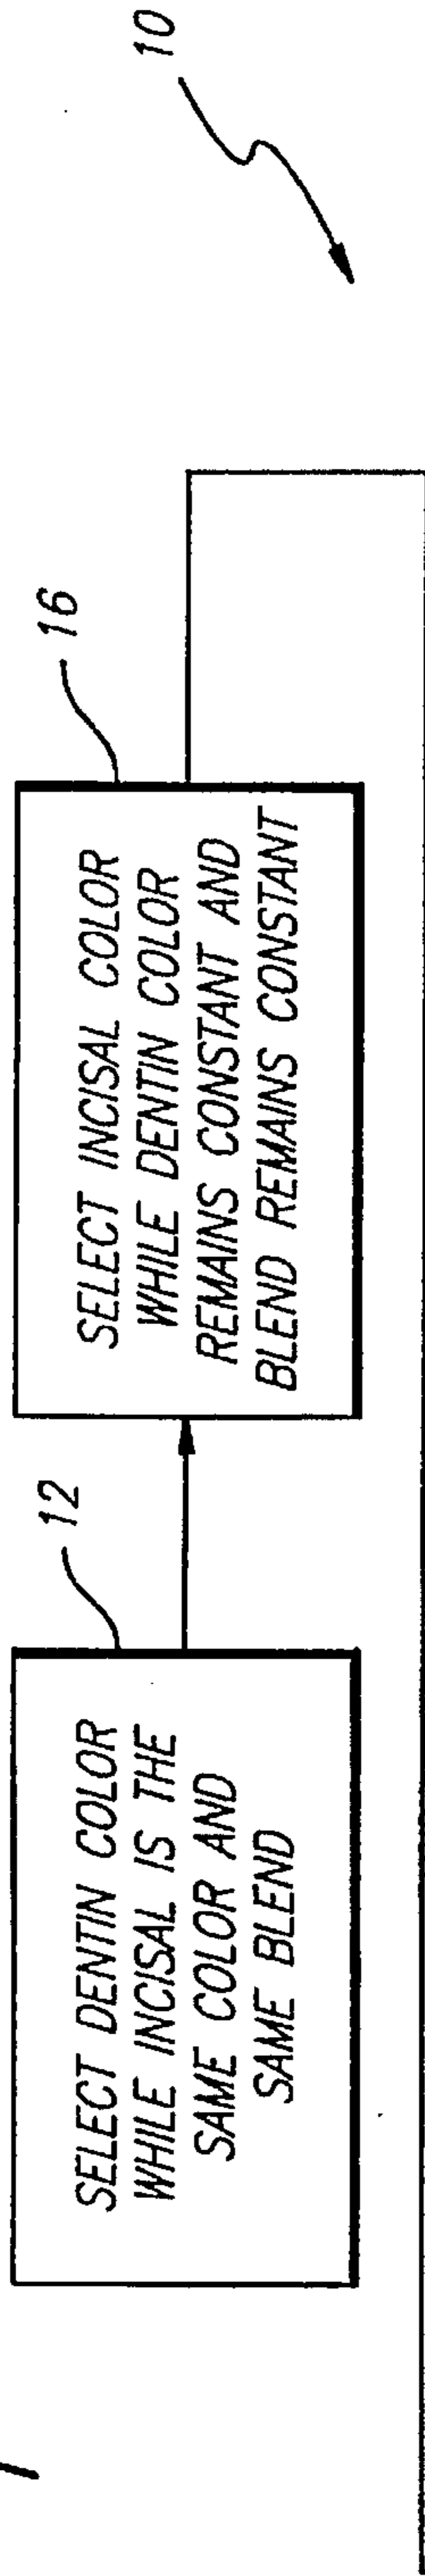 10
12
SELECT DENTIN COLOR
WHILE INCISAL IS THE
SAME COLOR AND
SAME BLEND
16
SELECT INCISAL COLOR
WHILE DENTIN COLOR
REMAINS CONSTANT AND
BLEND REMAINS CONSTANT